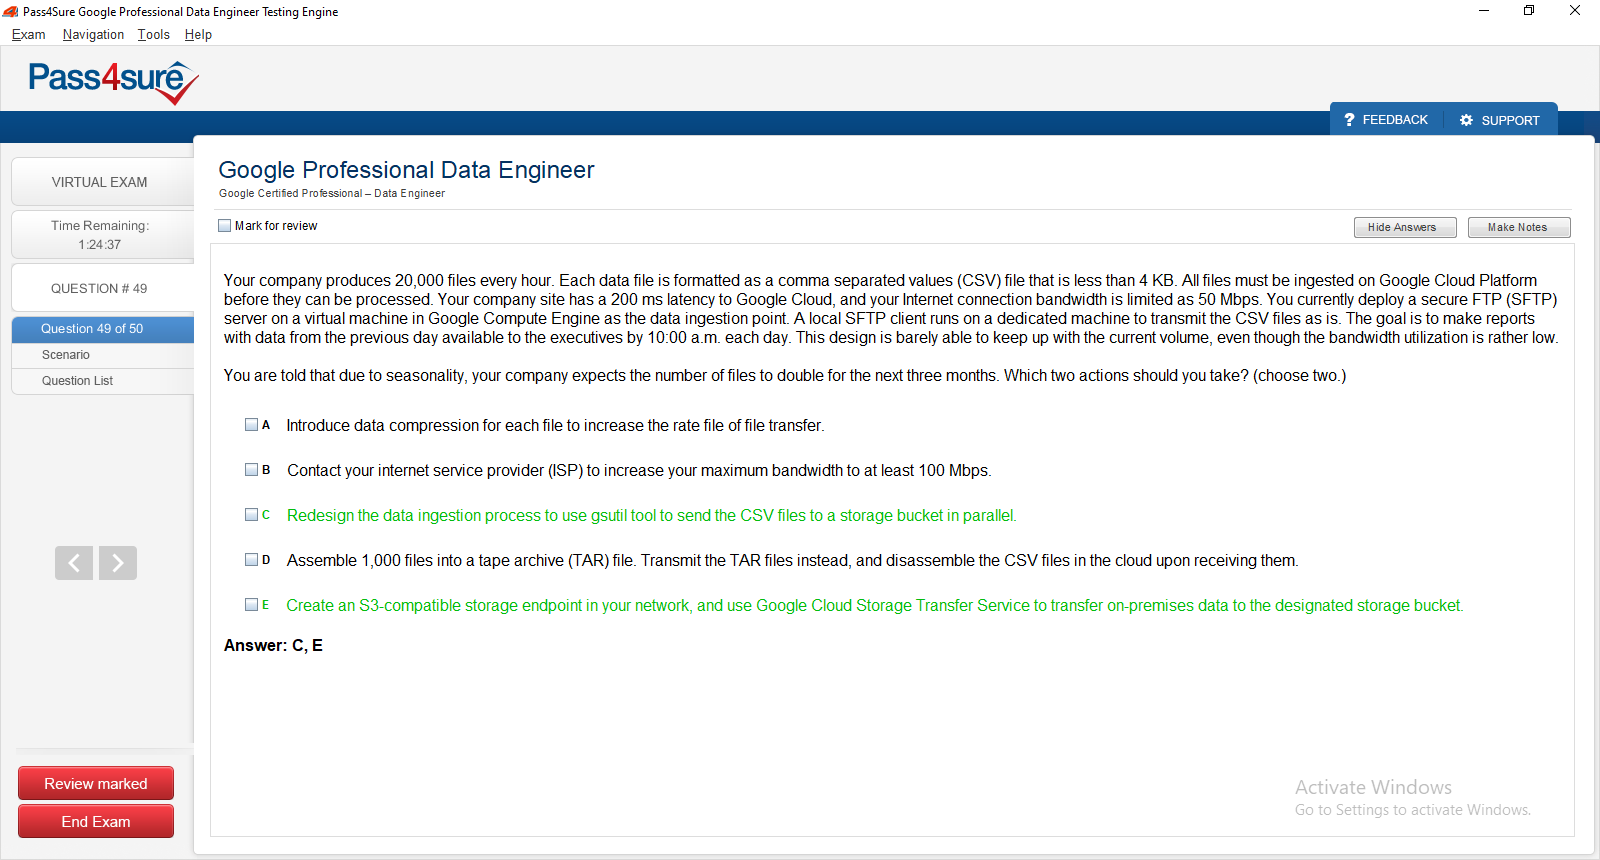 Pass4Sure Google Professional Data Engineer Testing Engine
Exam Navigation Tools Help
Pass4sure
? FEEDBACK SUPPORT
VIRTUAL EXAM
Time Remaining:
1:24:37
QUESTION # 49
Question 49 of 50
Scenario
Question List
Review marked
End Exam
Google Professional Data Engineer
Google Certified Professional – Data Engineer
Mark for review
Hide Answers
Make Notes
Your company produces 20,000 files every hour. Each data file is formatted as a comma separated values (CSV) file that is less than 4 KB. All files must be ingested on Google Cloud Platform
before they can be processed. Your company site has a 200 ms latency to Google Cloud, and your Internet connection bandwidth is limited as 50 Mbps. You currently deploy a secure FTP (SFTP)
server on a virtual machine in Google Compute Engine as the data ingestion point. A local SFTP client runs on a dedicated machine to transmit the CSV files as is. The goal is to make reports
with data from the previous day available to the executives by 10:00 a.m. each day. This design is barely able to keep up with the current volume, even though the bandwidth utilization is rather low.
You are told that due to seasonality, your company expects the number of files to double for the next three months. Which two actions should you take? (choose two.)
A Introduce data compression for each file to increase the rate file of file transfer.
B Contact your internet service provider (ISP) to increase your maximum bandwidth to at least 100 Mbps.
C Redesign the data ingestion process to use gsutil tool to send the CSV files to a storage bucket in parallel.
D Assemble 1,000 files into a tape archive (TAR) file. Transmit the TAR files instead, and disassemble the CSV files in the cloud upon receiving them.
E Create an S3-compatible storage endpoint in your network, and use Google Cloud Storage Transfer Service to transfer on-premises data to the designated storage bucket.
Answer: C, E
Activate Windows
Go to Settings to activate Windows.